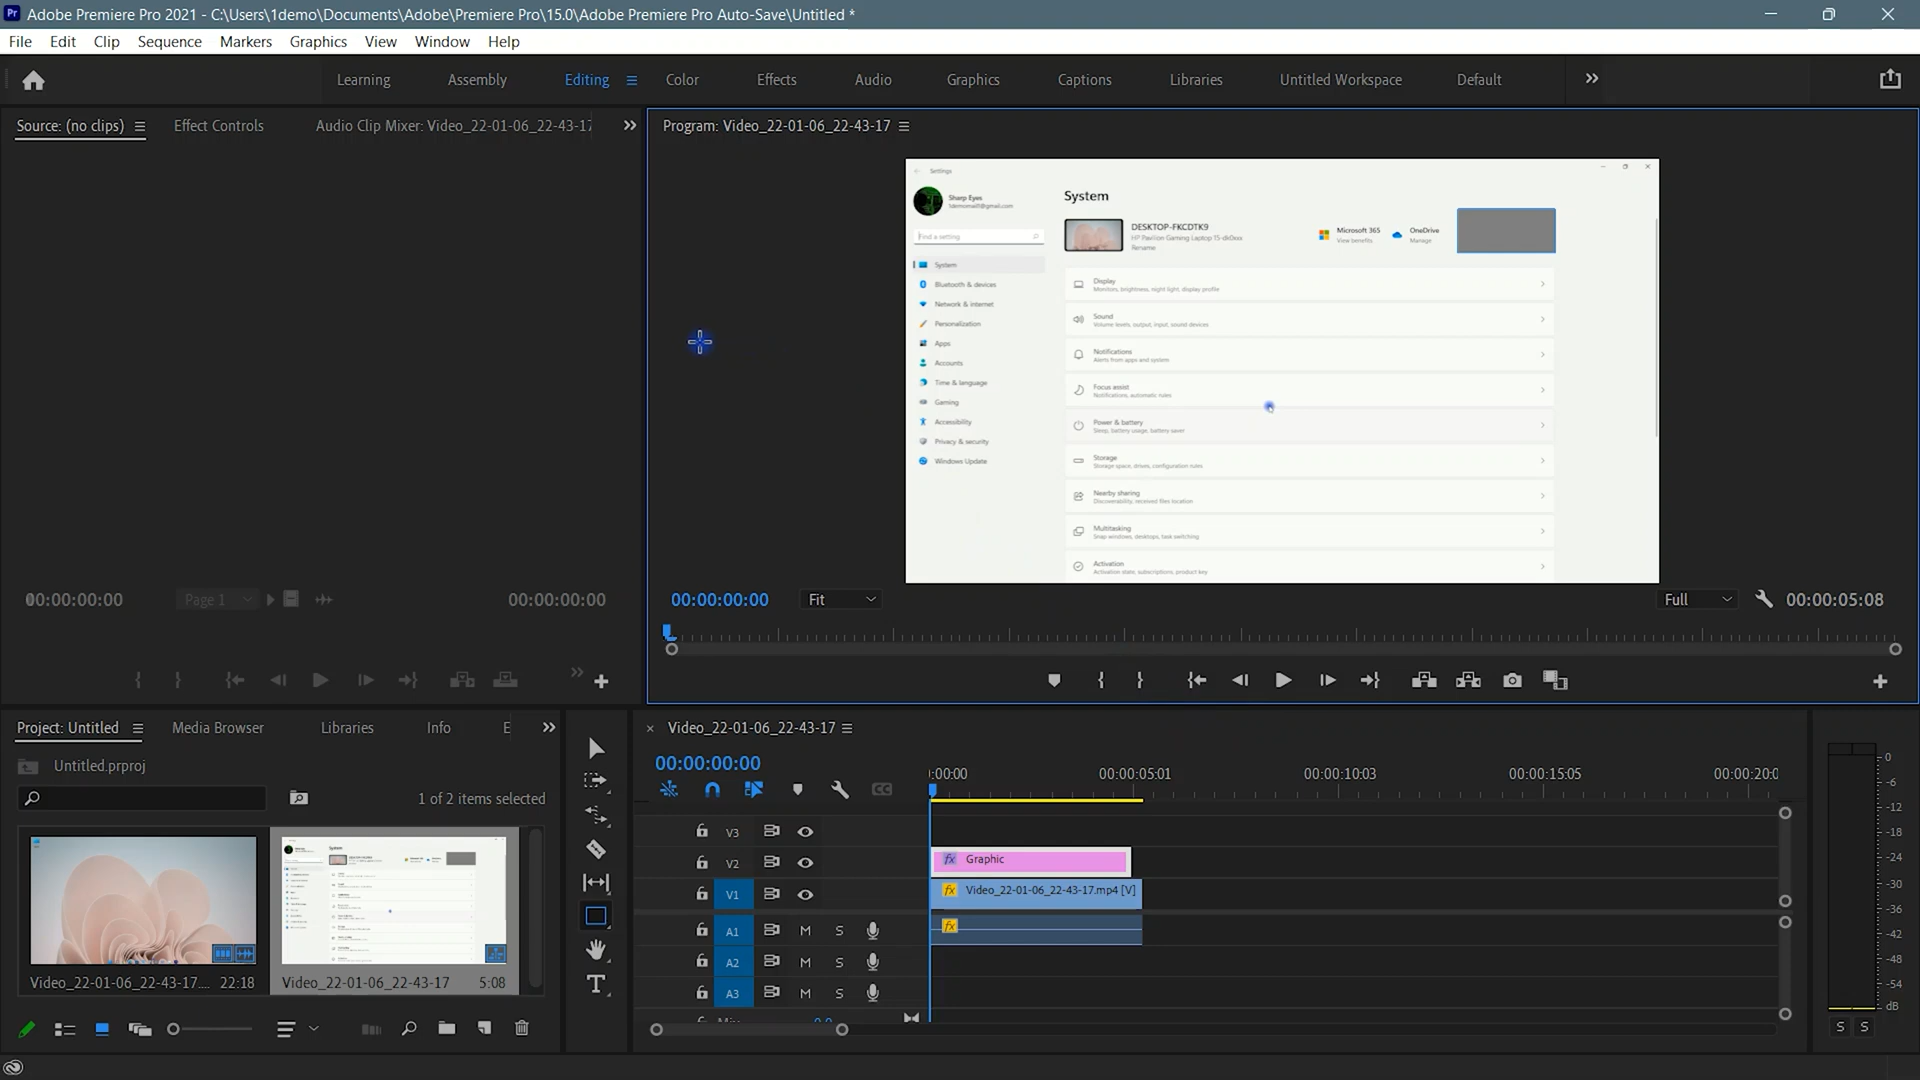 Pr Adobe Premiere Pro 2021 - C:\Users\1demo\Documents\Adobe\Premiere Pro\15.0\Adobe Premiere Pro Auto-Save\Untitled *
File Edit Clip Sequence Markers Graphics View Window Help
Learning Assembly Editing Color Effects Audio Graphics Captions Libraries Untitled Workspace Default
Source: (no clips) Effect Controls Audio Clip Mixer: Video_22-01-06_22-43-17
Program: Video_22-01-06_22-43-17
Settings
Sharp Eyes
System
Find a setting
DESKTOP-FKCDTK9
HP Pavilion Gaming Laptop 15-dk0xxx
Rename
Microsoft 365
View benefits
OneDrive
Manage
System
Bluetooth & devices
Network & internet
Personalization
Apps
Accounts
Time & language
Gaming
Accessibility
Privacy & security
Windows Update
Display
Monitors, brightness, night light, display profile
Sound
Volume levels, output, input, sound devices
Notifications
Alerts from apps and system
Focus assist
Notifications, automatic rules
Power & battery
Sleep, battery usage, battery saver
Storage
Storage space, drives, configuration rules
Nearby sharing
Discoverability, received files location
Multitasking
Snap windows, desktops, task switching
Activation
Activation state, subscriptions, product key
00:00:00:00 Page 1 00:00:00:00
00:00:00:00 Fit Full 00:00:05:08
Project: Untitled Media Browser Libraries Info E
Untitled.prproj
1 of 2 items selected
Video_22-01-06_22-43-17.... 22:18
Video_22-01-06_22-43-17 5:08
T
Video_22-01-06_22-43-17
00:00:00:00
:00:00 00:00:05:01 00:00:10:03 00:00:15:05 00:00:20:0
V3
V2 fx Graphic
V1 fx Video_22-01-06_22-43-17.mp4 [V]
A1 M S fx
A2 M S
A3 M S
0
-6
-12
-18
-24
-30
-36
-42
-48
-54
dB
S S